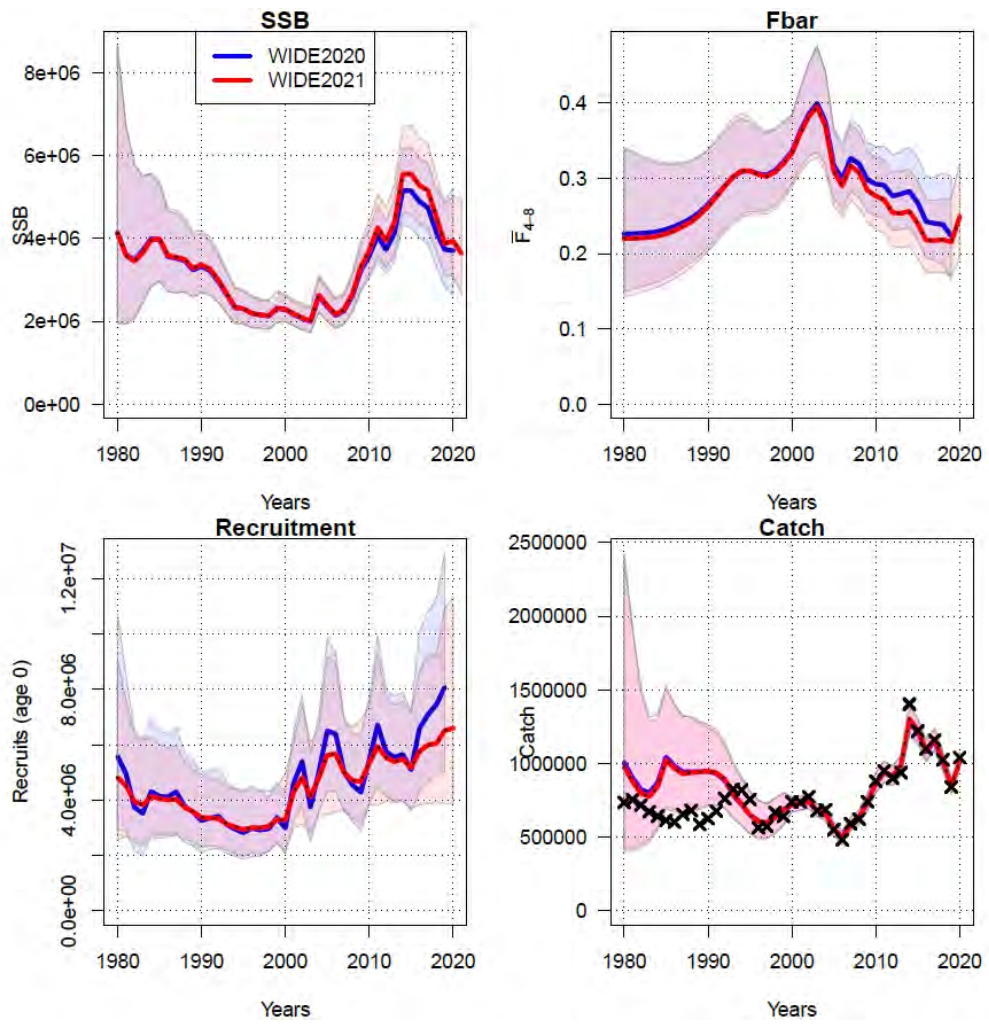 SSB
WIDE2020
WIDE2021
8e+06
6e+06
4e+06
2e+06
0e+00
SSB
1980 1990 2000 2010 2020
Years
Fbar
0.4
0.3
0.2
0.1
0.0
F4-8
1980 1990 2000 2010 2020
Years
Recruitment
1.2e+07
8.0e+06
4.0e+06
0.0e+00
Recruits (age 0)
1980 1990 2000 2010 2020
Years
Catch
2500000
2000000
1500000
1000000
500000
0
Catch
1980 1990 2000 2010 2020
Years